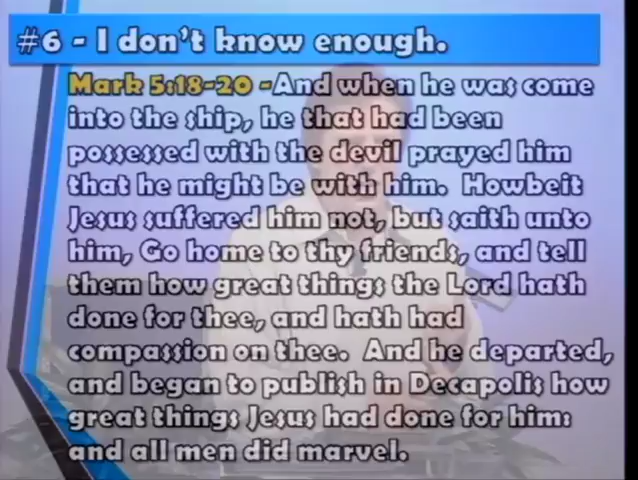 #6 - I don't know enough.
Mark 5:18-20 -And when he was come
into the ship, he that had been
possessed with the devil prayed him
that he might be with him.  Howbeit
Jesus suffered him not, but saith unto
him, Go home to thy friends, and tell
them how great things the Lord hath
done for thee, and hath had
compassion on thee.  And he departed,
and began to publish in Decapolis how
great things Jesus had done for him:
and all men did marvel.